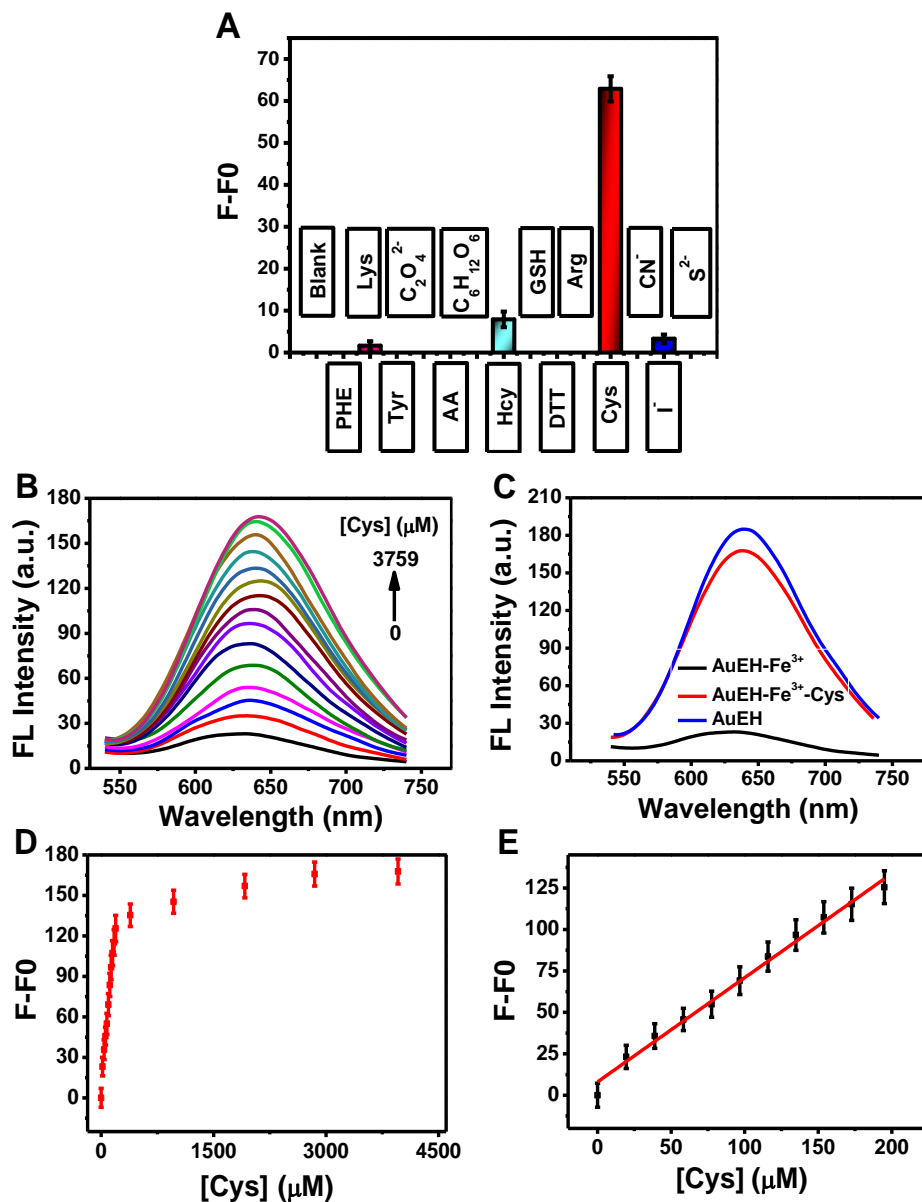 A
70
60
50
40
30
20
10
0
F-F0
Blank
Lys
C₂O₄²⁻
C₆H₁₂O₆
GSH
Arg
CN⁻
S²⁻
PHE
Tyr
AA
Hcy
DTT
Cys
I⁻
B
180
150
120
90
60
30
0
FL Intensity (a.u.)
[Cys] (μM)
3759
0
550 600 650 700 750
Wavelength (nm)
C
210
180
150
120
90
60
30
0
FL Intensity (a.u.)
AuEH-Fe³⁺
AuEH-Fe³⁺-Cys
AuEH
550 600 650 700 750
Wavelength (nm)
D
180
150
120
90
60
30
0
F-F0
0 1500 3000 4500
[Cys] (μM)
E
125
100
75
50
25
0
F-F0
0 50 100 150 200
[Cys] (μM)